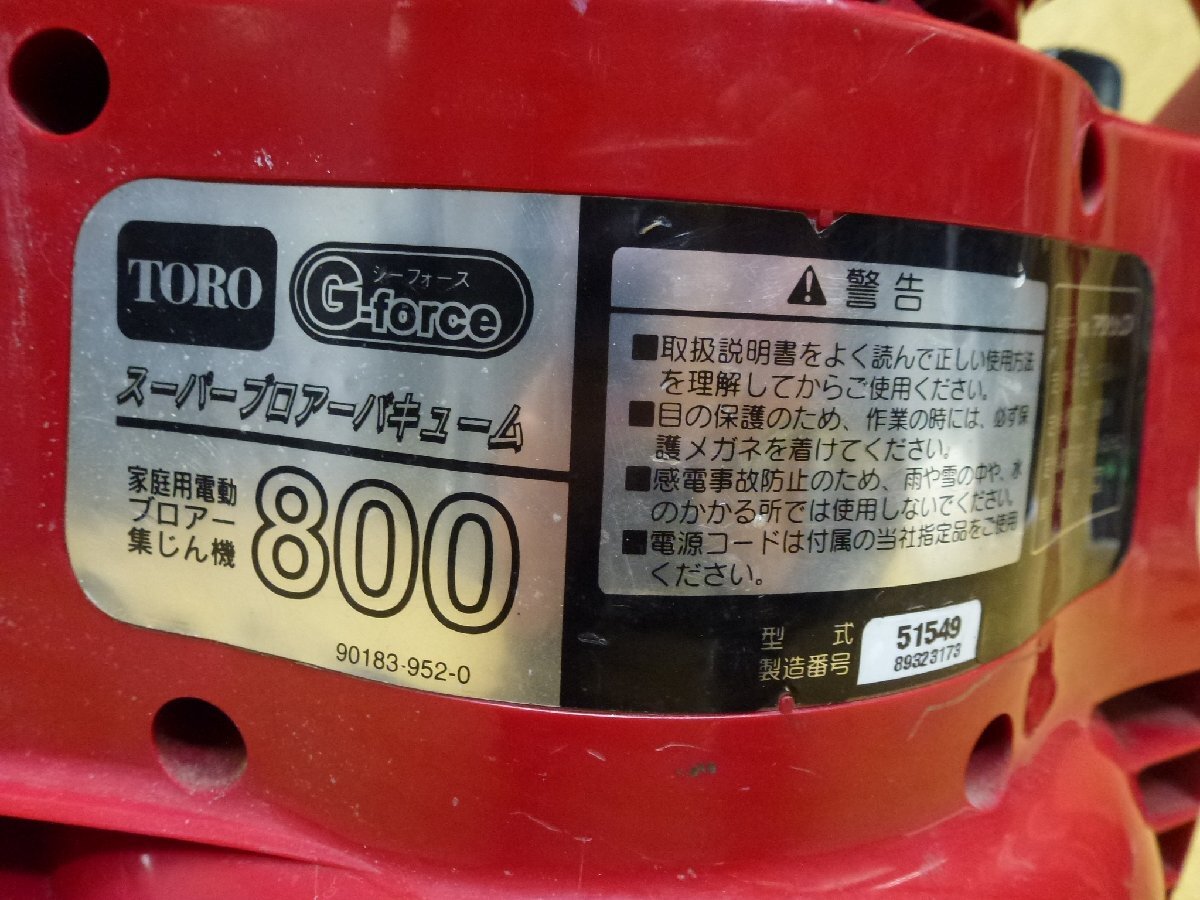 TORO
ジーフォース
G-force
スーパーブロアーバキューム
家庭用電動
ブロアー
集じん機
800
90183-952-0
警告
■取扱説明書をよく読んで正しい使用方法
を理解してからご使用ください。
■目の保護のため、作業の時には、必ず保
護メガネを着けてください。
■感電事故防止のため、雨や雪の中や、水
のかかる所では使用しないでください。
■電源コードは付属の当社指定品をご使用
ください。
型式 51549
製造番号 89323173